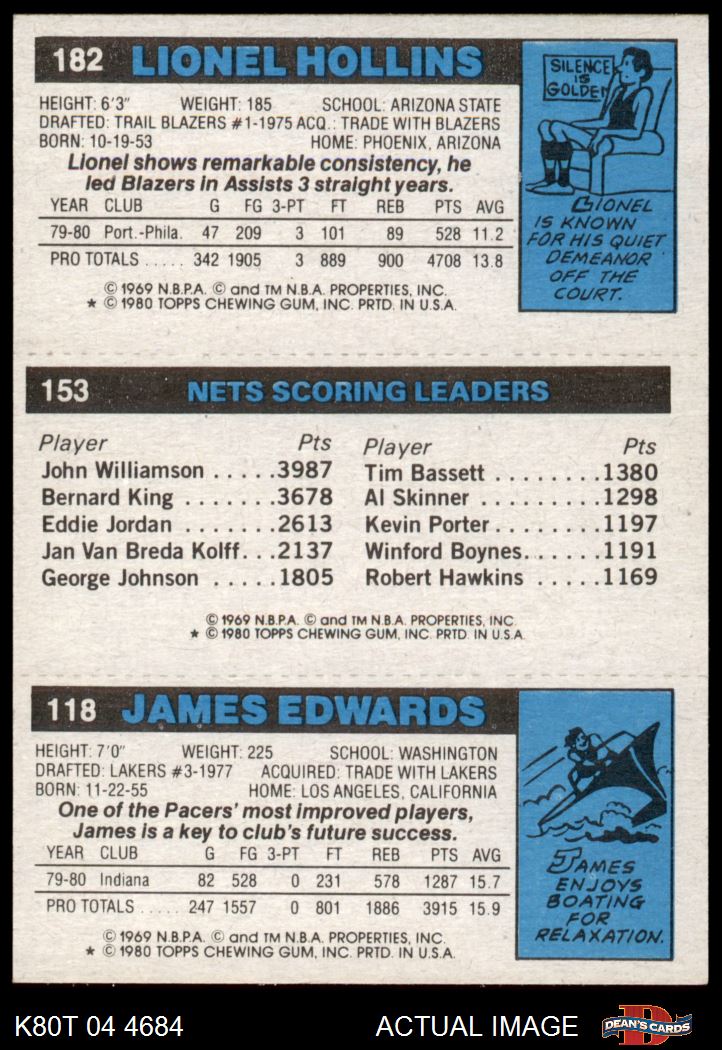 182 LIONEL HOLLINS
HEIGHT: 6'3" WEIGHT: 185 SCHOOL: ARIZONA STATE
DRAFTED: TRAIL BLAZERS #1-1975 ACQ.: TRADE WITH BLAZERS
BORN: 10-19-53 HOME: PHOENIX, ARIZONA
Lionel shows remarkable consistency, he
led Blazers in Assists 3 straight years.
YEAR CLUB G FG 3-PT FT REB PTS AVG
79-80 Port.-Phila. 47 209 3 101 89 528 11.2
PRO TOTALS ..... 342 1905 3 889 900 4708 13.8
© 1969 N.B.P.A. © and TM N.B.A. PROPERTIES, INC.
★ © 1980 TOPPS CHEWING GUM, INC. PRTD. IN U.S.A.
SILENCE
IS
GOLDEN
LIONEL
IS KNOWN
FOR HIS QUIET
DEMEANOR
OFF THE
COURT.
153 NETS SCORING LEADERS
Player Pts Player Pts
John Williamson .....3987 Tim Bassett ........1380
Bernard King .......3678 Al Skinner .........1298
Eddie Jordan .......2613 Kevin Porter........1197
Jan Van Breda Kolff...2137 Winford Boynes......1191
George Johnson .....1805 Robert Hawkins .....1169
© 1969 N.B.P.A. © and TM N.B.A. PROPERTIES, INC.
★ © 1980 TOPPS CHEWING GUM, INC. PRTD. IN U.S.A.
118 JAMES EDWARDS
HEIGHT: 7'0" WEIGHT: 225 SCHOOL: WASHINGTON
DRAFTED: LAKERS #3-1977 ACQUIRED: TRADE WITH LAKERS
BORN: 11-22-55 HOME: LOS ANGELES, CALIFORNIA
One of the Pacers' most improved players,
James is a key to club's future success.
YEAR CLUB G FG 3-PT FT REB PTS AVG
79-80 Indiana 82 528 0 231 578 1287 15.7
PRO TOTALS ..... 247 1557 0 801 1886 3915 15.9
© 1969 N.B.P.A. © and TM N.B.A. PROPERTIES, INC.
★ © 1980 TOPPS CHEWING GUM, INC. PRTD. IN U.S.A.
JAMES
ENJOYS
BOATING
FOR
RELAXATION.
K80T 04 4684 ACTUAL IMAGE D DEAN'S CARDS